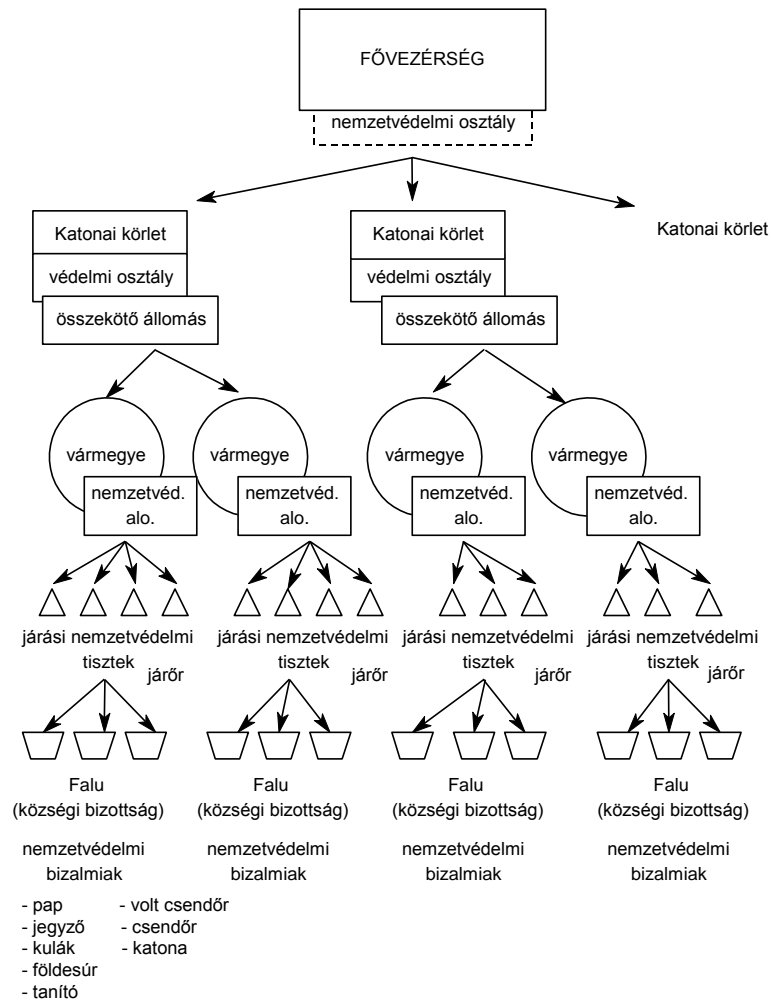 FŐVEZÉRSÉG
nemzetvédelmi osztály
Katonai körlet
védelmi osztály
összekötő állomás
Katonai körlet
védelmi osztály
összekötő állomás
Katonai körlet
vármegye
nemzetvéd.
alo.
vármegye
nemzetvéd.
alo.
vármegye
nemzetvéd.
alo.
vármegye
nemzetvéd.
alo.
járási nemzetvédelmi
tisztek
járőr
járási nemzetvédelmi
tisztek
járőr
járási nemzetvédelmi
tisztek
járőr
járási nemzetvédelmi
tisztek
járőr
Falu
(községi bizottság)
Falu
(községi bizottság)
Falu
(községi bizottság)
Falu
(községi bizottság)
nemzetvédelmi
bizalmiak
nemzetvédelmi
bizalmiak
nemzetvédelmi
bizalmiak
nemzetvédelmi
bizalmiak
- pap
- jegyző
- kulák
- földesúr
- tanító
- volt csendőr
- csendőr
- katona